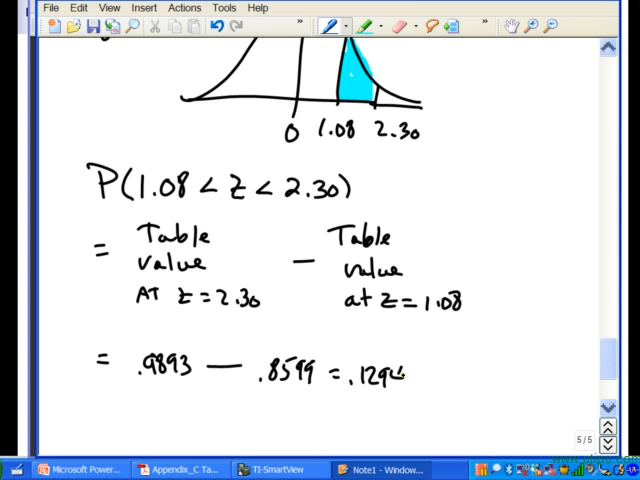 File Edit View Insert Actions Tools Help
0 1.08 2.30
P(1.08 < z < 2.30)
= Table value AT z = 2.30 — Table value at z = 1.08
= .9893 — .8599 = .1294
5/5
Microsoft Power... Appendix_C Ta... TI-SmartView Note1 - Window...